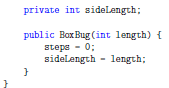 private int sideLength;
public BoxBug(int length) {
steps = 0;
sideLength = length;
}
}